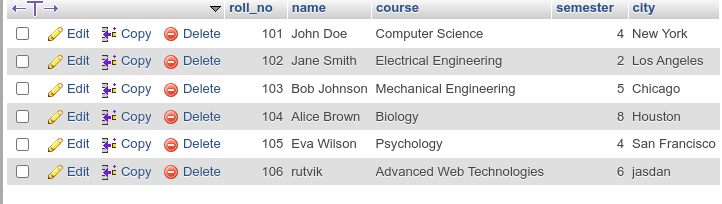 roll_no name course semester city
Edit Copy Delete 101 John Doe Computer Science 4 New York
Edit Copy Delete 102 Jane Smith Electrical Engineering 2 Los Angeles
Edit Copy Delete 103 Bob Johnson Mechanical Engineering 5 Chicago
Edit Copy Delete 104 Alice Brown Biology 8 Houston
Edit Copy Delete 105 Eva Wilson Psychology 4 San Francisco
Edit Copy Delete 106 rutvik Advanced Web Technologies 6 jasdan